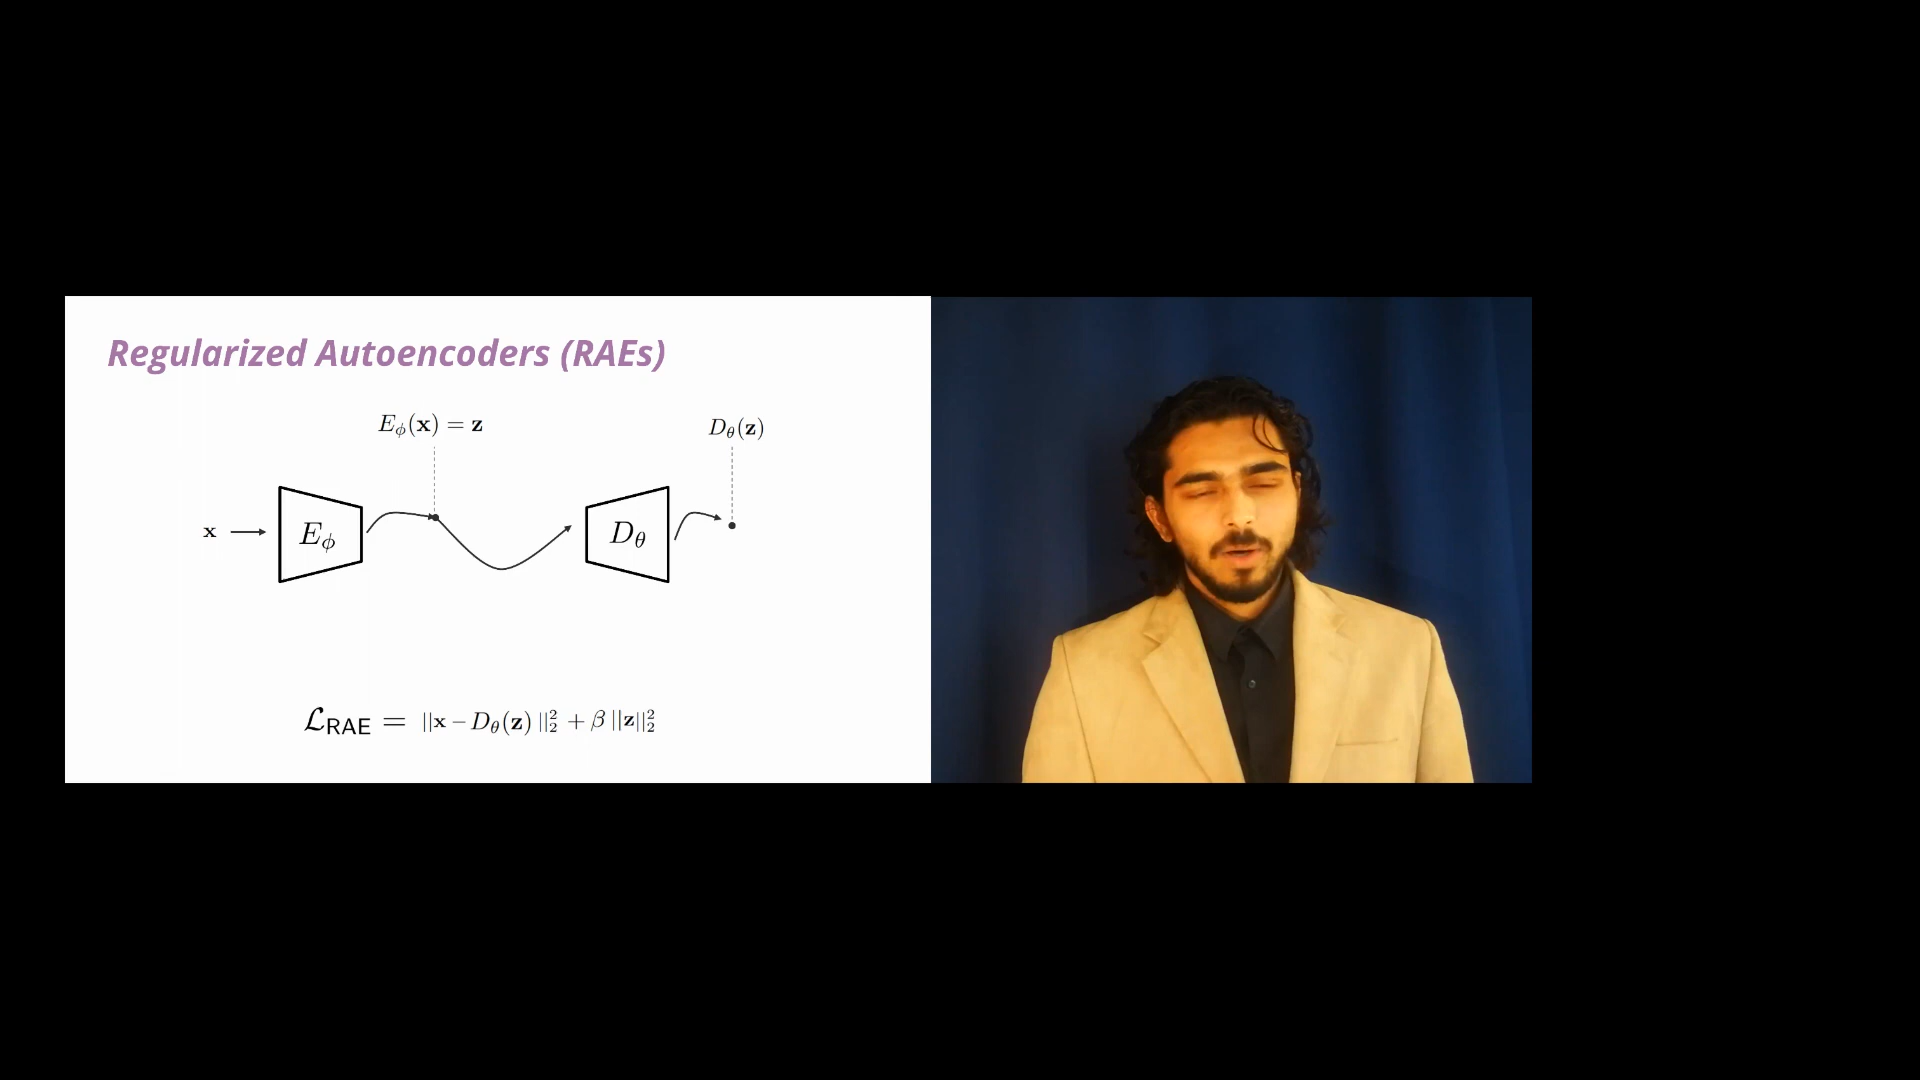 Regularized Autoencoders (RAEs)
E_ϕ(x) = z
D_θ(z)
x
E_ϕ
D_θ
ℒ_RAE = ||x − D_θ(z)||₂² + β ||z||₂²